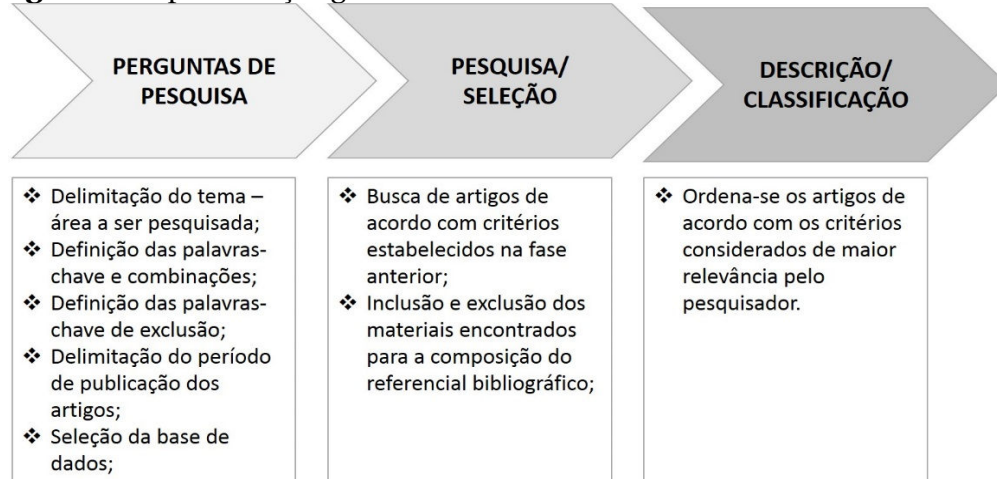 PERGUNTAS DE
PESQUISA
PESQUISA/
SELEÇÃO
DESCRIÇÃO/
CLASSIFICAÇÃO
❖ Delimitação do tema –
área a ser pesquisada;
❖ Definição das palavras-
chave e combinações;
❖ Definição das palavras-
chave de exclusão;
❖ Delimitação do período
de publicação dos
artigos;
❖ Seleção da base de
dados;
❖ Busca de artigos de
acordo com critérios
estabelecidos na fase
anterior;
❖ Inclusão e exclusão dos
materiais encontrados
para a composição do
referencial bibliográfico;
❖ Ordena-se os artigos de
acordo com os critérios
considerados de maior
relevância pelo
pesquisador.